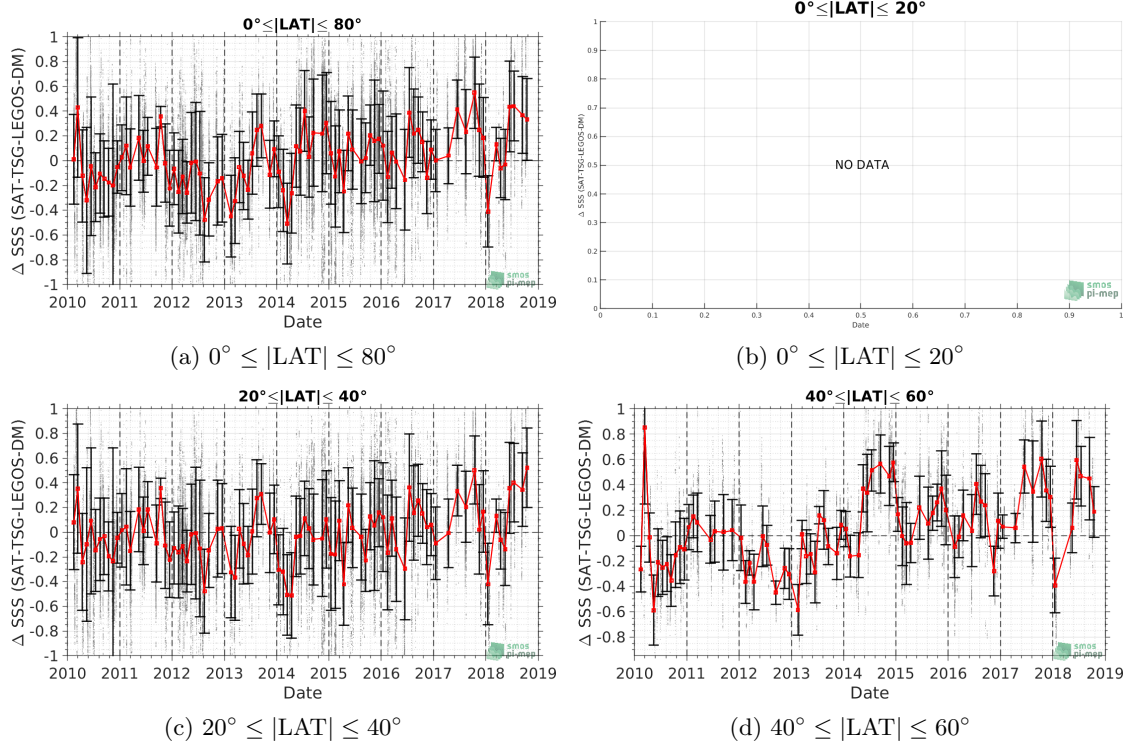 0°≤|LAT|≤ 80°
Δ SSS (SAT-TSG-LEGOS-DM)
1
0.8
0.6
0.4
0.2
0
-0.2
-0.4
-0.6
-0.8
-1
2010 2011 2012 2013 2014 2015 2016 2017 2018 2019
Date
smos
pi-mep
(a) 0° ≤ |LAT| ≤ 80°
0°≤|LAT|≤ 20°
Δ SSS (SAT-TSG-LEGOS-DM)
1
0.9
0.8
0.7
0.6
0.5
0.4
0.3
0.2
0.1
0
NO DATA
0 0.1 0.2 0.3 0.4 0.5 0.6 0.7 0.8 0.9 1
Date
smos
pi-mep
(b) 0° ≤ |LAT| ≤ 20°
20°≤|LAT|≤ 40°
Δ SSS (SAT-TSG-LEGOS-DM)
1
0.8
0.6
0.4
0.2
0
-0.2
-0.4
-0.6
-0.8
-1
2010 2011 2012 2013 2014 2015 2016 2017 2018 2019
Date
smos
pi-mep
(c) 20° ≤ |LAT| ≤ 40°
40°≤|LAT|≤ 60°
Δ SSS (SAT-TSG-LEGOS-DM)
0.8
0.6
0.4
0.2
0
-0.2
-0.4
-0.6
-0.8
2010 2011 2012 2013 2014 2015 2016 2017 2018 2019
Date
smos
pi-mep
(d) 40° ≤ |LAT| ≤ 60°